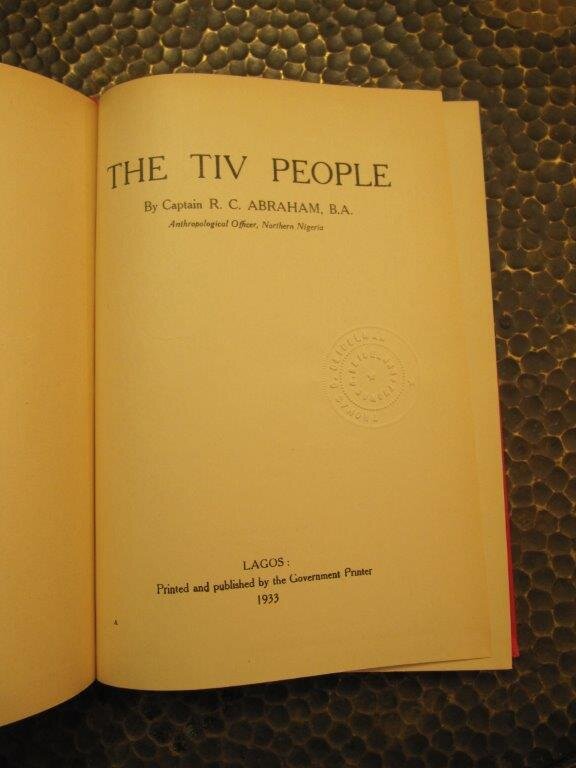 THE TIV PEOPLE
By Captain R. C. ABRAHAM, B.A.
Anthropological Officer, Northern Nigeria
LAGOS:
Printed and published by the Government Printer
1933
A